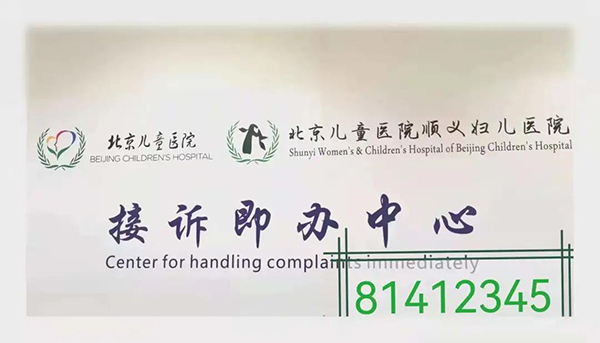 北京儿童医院
BEIJING CHILDREN'S HOSPITAL
北京儿童医院顺义妇儿医院
Shunyi Women's & Children's Hospital of Beijing Children's Hospital
接诉即办中心
Center for handling complaints immediately
81412345